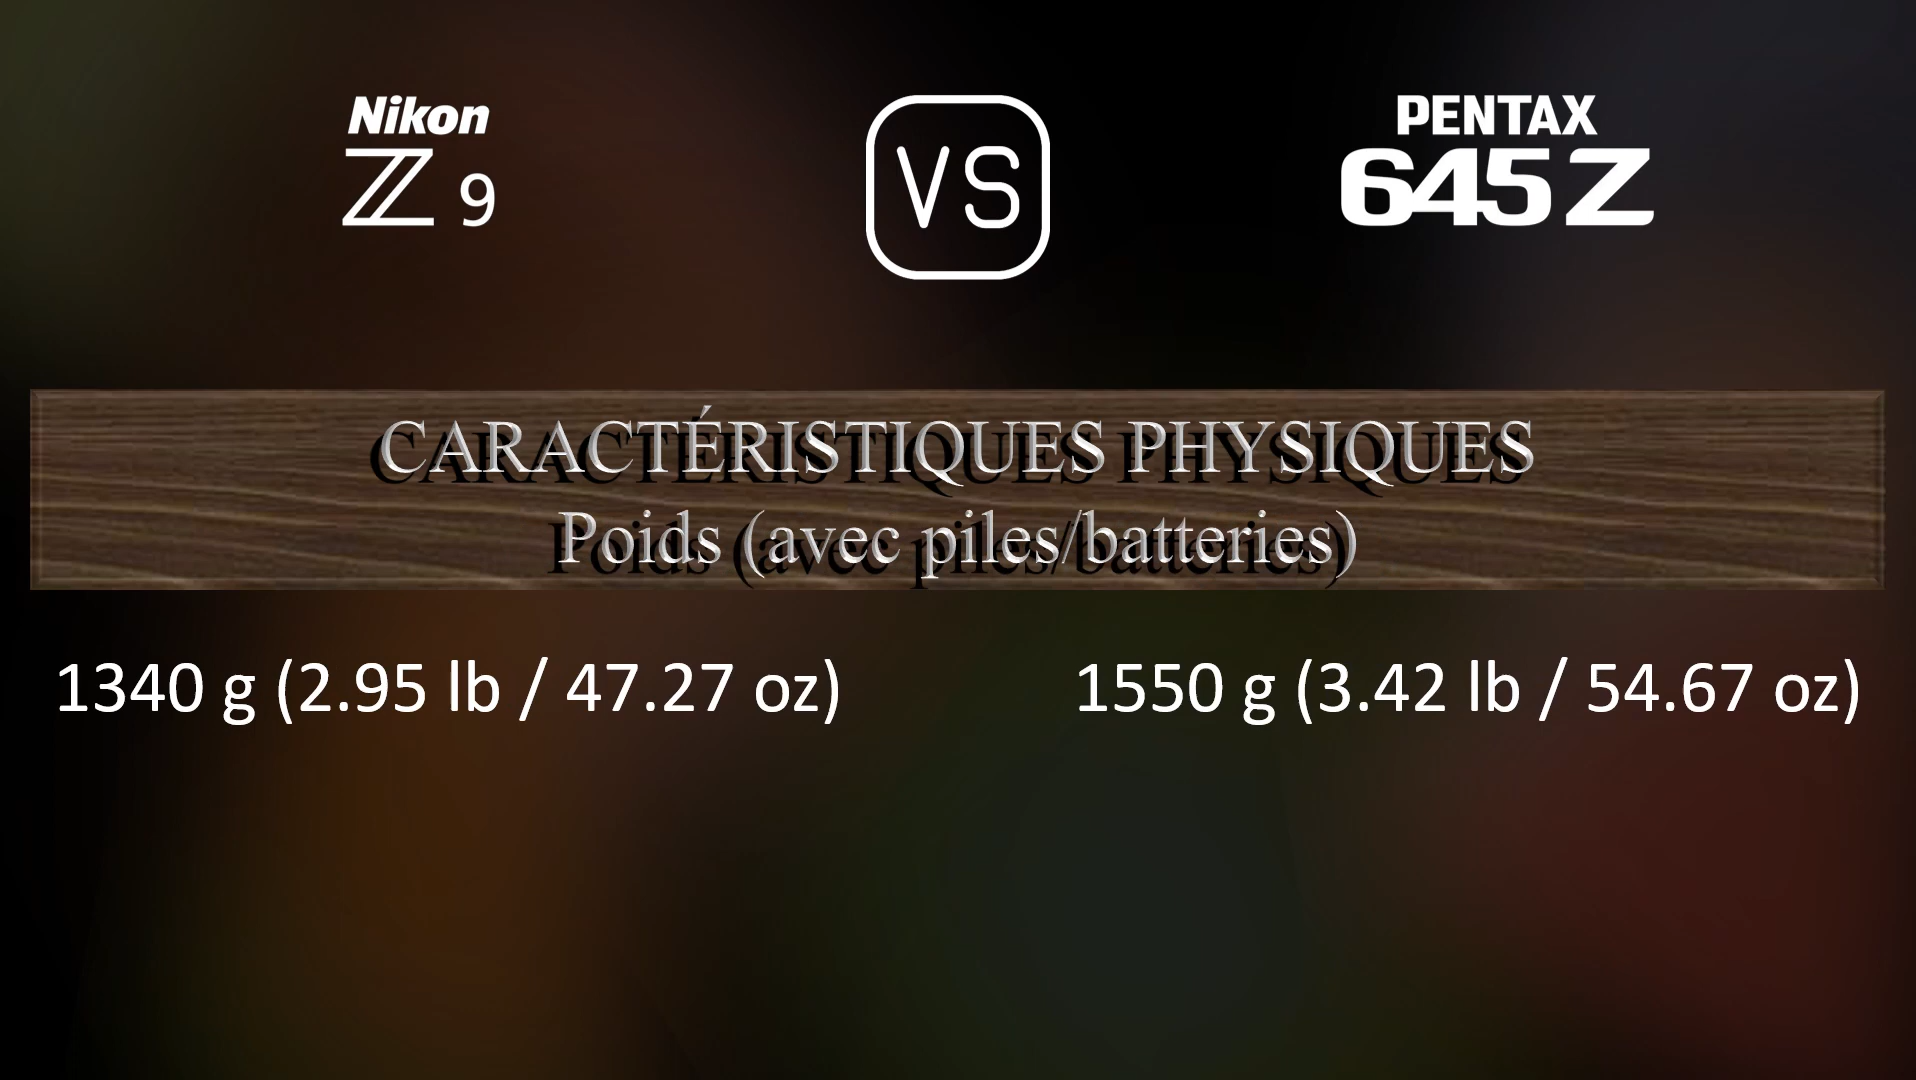 Nikon
Z 9
VS
PENTAX
645 Z
CARACTÉRISTIQUES PHYSIQUES
Poids (avec piles/batteries)
1340 g (2.95 lb / 47.27 oz)
1550 g (3.42 lb / 54.67 oz)